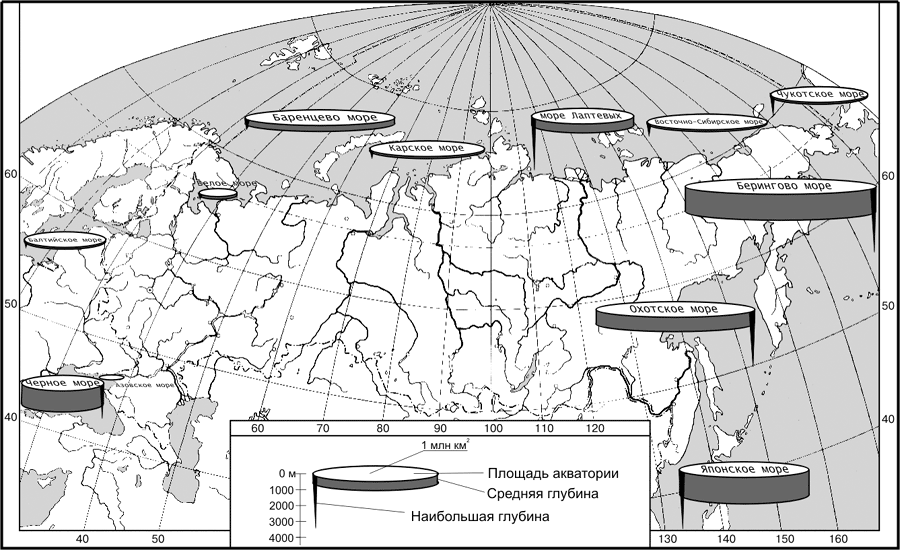 Чукотское море
Баренцево море
море Лаптевых
Восточно-Сибирское море
Карское море
60
60
Белое море
Берингово море
Балтийское море
50
50
Охотское море
Черное море
Азовское море
40
40
60 70 80 90 100 110 120
1 млн км²
0 м
1000
2000
3000
4000
Площадь акватории
Средняя глубина
Наибольшая глубина
Японское море
40 50
130 140 150 160